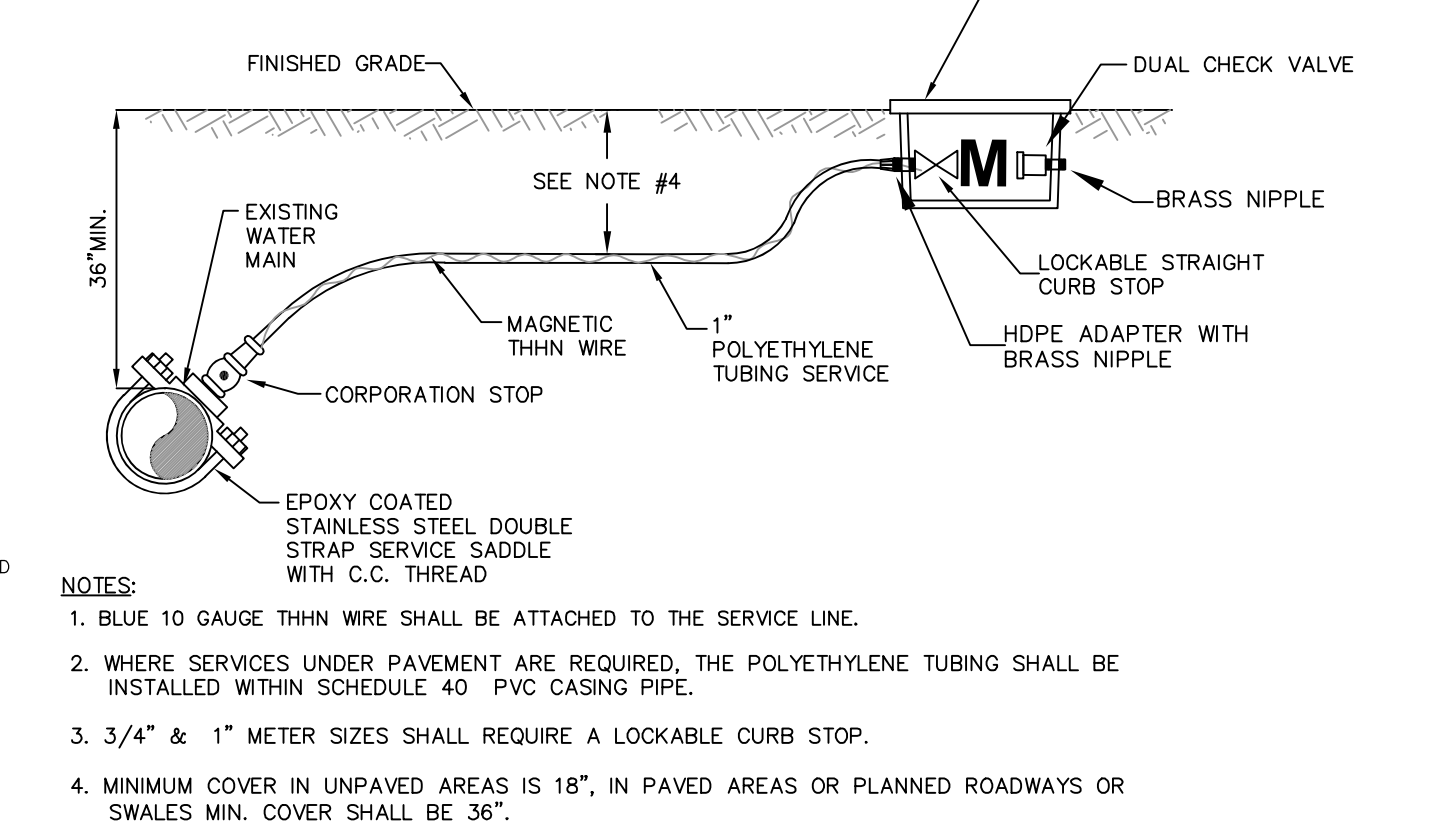 FINISHED GRADE
DUAL CHECK VALVE
SEE NOTE #4
M
BRASS NIPPLE
EXISTING
WATER
MAIN
36”MIN.
LOCKABLE STRAIGHT
CURB STOP
MAGNETIC
THHN WIRE
1”
POLYETHYLENE
TUBING SERVICE
HDPE ADAPTER WITH
BRASS NIPPLE
CORPORATION STOP
EPOXY COATED
STAINLESS STEEL DOUBLE
STRAP SERVICE SADDLE
WITH C.C. THREAD
D
NOTES:
1. BLUE 10 GAUGE THHN WIRE SHALL BE ATTACHED TO THE SERVICE LINE.
2. WHERE SERVICES UNDER PAVEMENT ARE REQUIRED, THE POLYETHYLENE TUBING SHALL BE
INSTALLED WITHIN SCHEDULE 40 PVC CASING PIPE.
3. 3/4” & 1” METER SIZES SHALL REQUIRE A LOCKABLE CURB STOP.
4. MINIMUM COVER IN UNPAVED AREAS IS 18”, IN PAVED AREAS OR PLANNED ROADWAYS OR
SWALES MIN. COVER SHALL BE 36”.